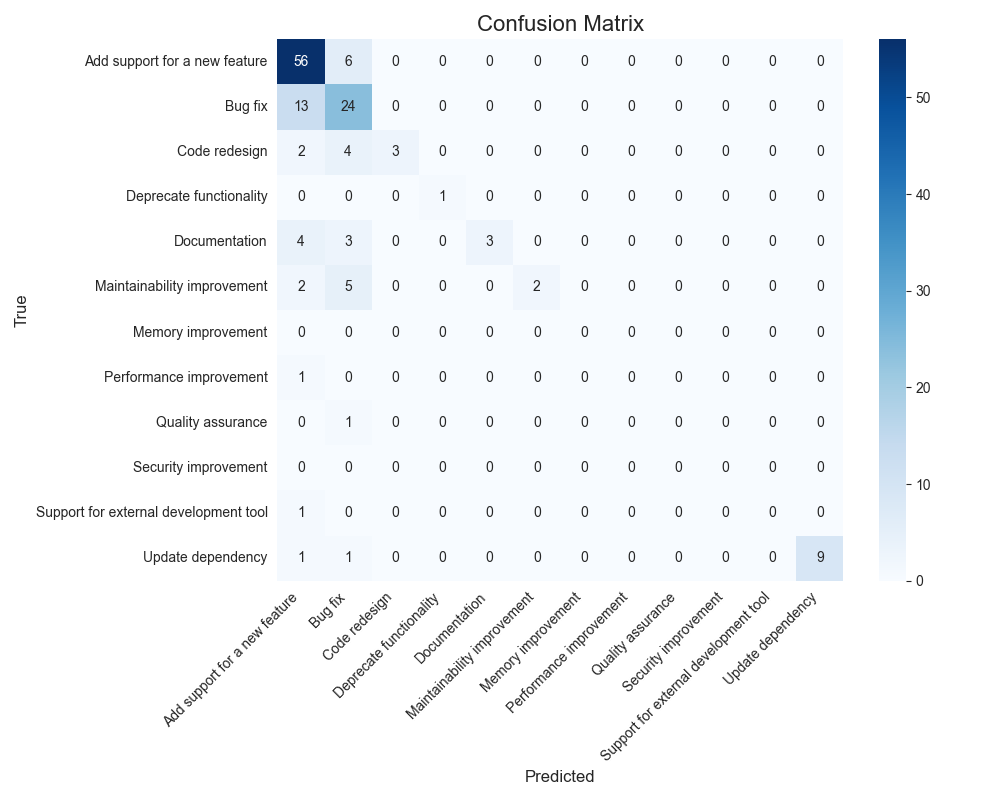 Confusion Matrix
Add support for a new feature 56 6 0 0 0 0 0 0 0 0 0 0
Bug fix 13 24 0 0 0 0 0 0 0 0 0 0
Code redesign 2 4 3 0 0 0 0 0 0 0 0 0
Deprecate functionality 0 0 0 1 0 0 0 0 0 0 0 0
Documentation 4 3 0 0 3 0 0 0 0 0 0 0
Maintainability improvement 2 5 0 0 0 2 0 0 0 0 0 0
Memory improvement 0 0 0 0 0 0 0 0 0 0 0 0
Performance improvement 1 0 0 0 0 0 0 0 0 0 0 0
Quality assurance 0 1 0 0 0 0 0 0 0 0 0 0
Security improvement 0 0 0 0 0 0 0 0 0 0 0 0
Support for external development tool 1 0 0 0 0 0 0 0 0 0 0 0
Update dependency 1 1 0 0 0 0 0 0 0 0 0 9
True
Add support for a new feature
Bug fix
Code redesign
Deprecate functionality
Documentation
Maintainability improvement
Memory improvement
Performance improvement
Quality assurance
Security improvement
Support for external development tool
Update dependency
Predicted
50
40
30
20
10
0